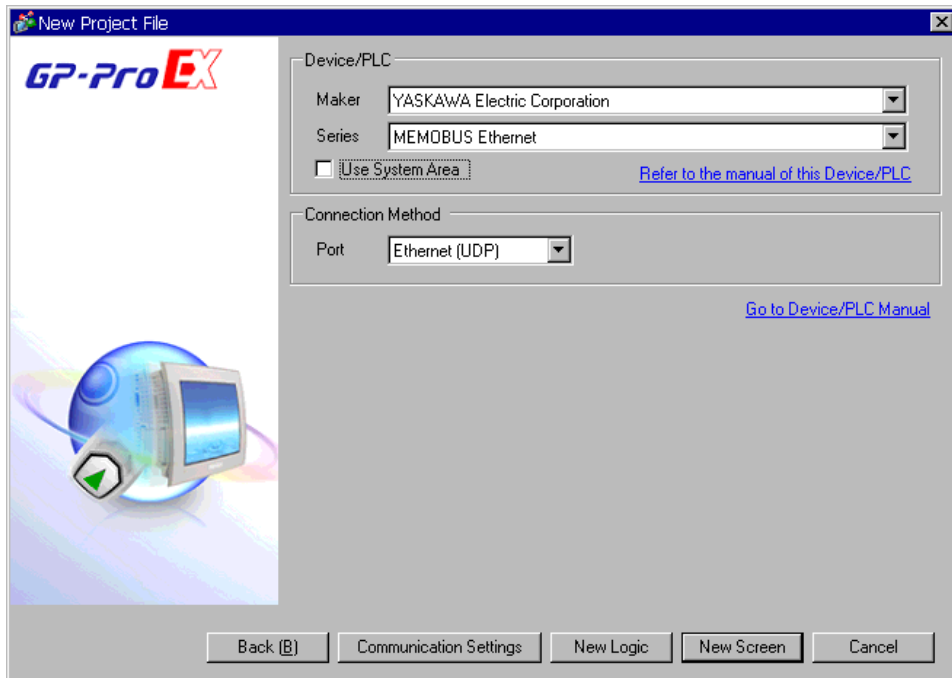 New Project File
GP-Pro EX
Device/PLC
Maker YASKAWA Electric Corporation
Series MEMOBUS Ethernet
Use System Area Refer to the manual of this Device/PLC
Connection Method
Port Ethernet (UDP)
Go to Device/PLC Manual
Back (B) Communication Settings New Logic New Screen Cancel